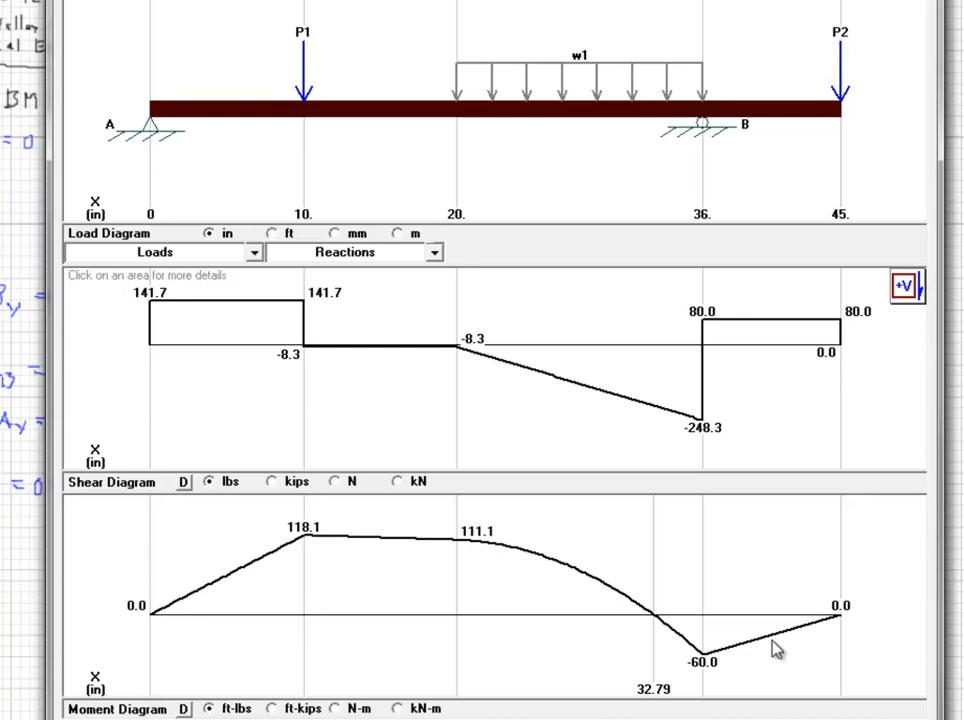 P1
P2
w1
BM
A
B
= 0
X
(in)
0
10.
20.
36.
45.
Load Diagram
in
ft
mm
m
Loads
Reactions
Click on an area for more details
+V
141.7
141.7
80.0
80.0
-8.3
-8.3
0.0
-248.3
X
(in)
Shear Diagram
D
lbs
kips
N
kN
= 0
118.1
111.1
0.0
0.0
-60.0
X
(in)
32.79
Moment Diagram
D
ft-lbs
ft-kips
N-m
kN-m